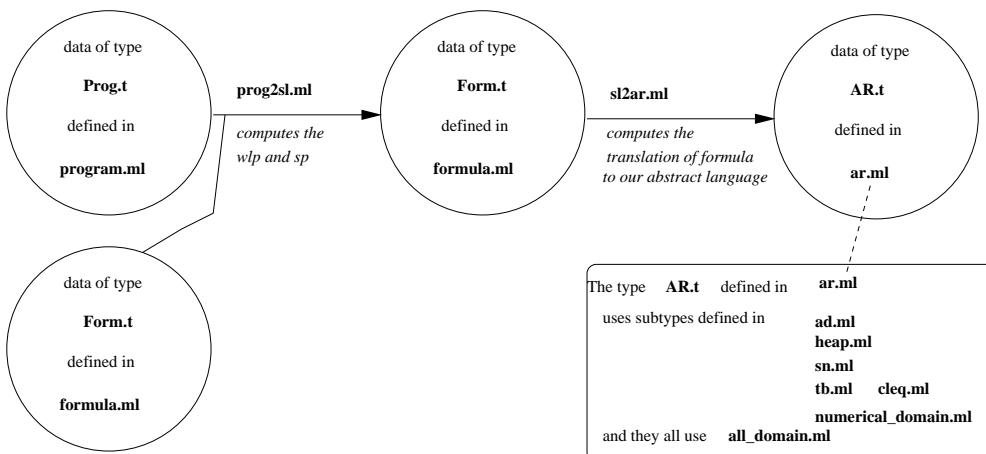 data of type
Prog.t
defined in
program.ml
prog2sl.ml
computes the
wlp and sp
data of type
Form.t
defined in
formula.ml
sl2ar.ml
computes the
translation of formula
to our abstract language
data of type
AR.t
defined in
ar.ml
data of type
Form.t
defined in
formula.ml
The type AR.t defined in ar.ml
uses subtypes defined in ad.ml
heap.ml
sn.ml
tb.ml cleq.ml
numerical_domain.ml
and they all use all_domain.ml